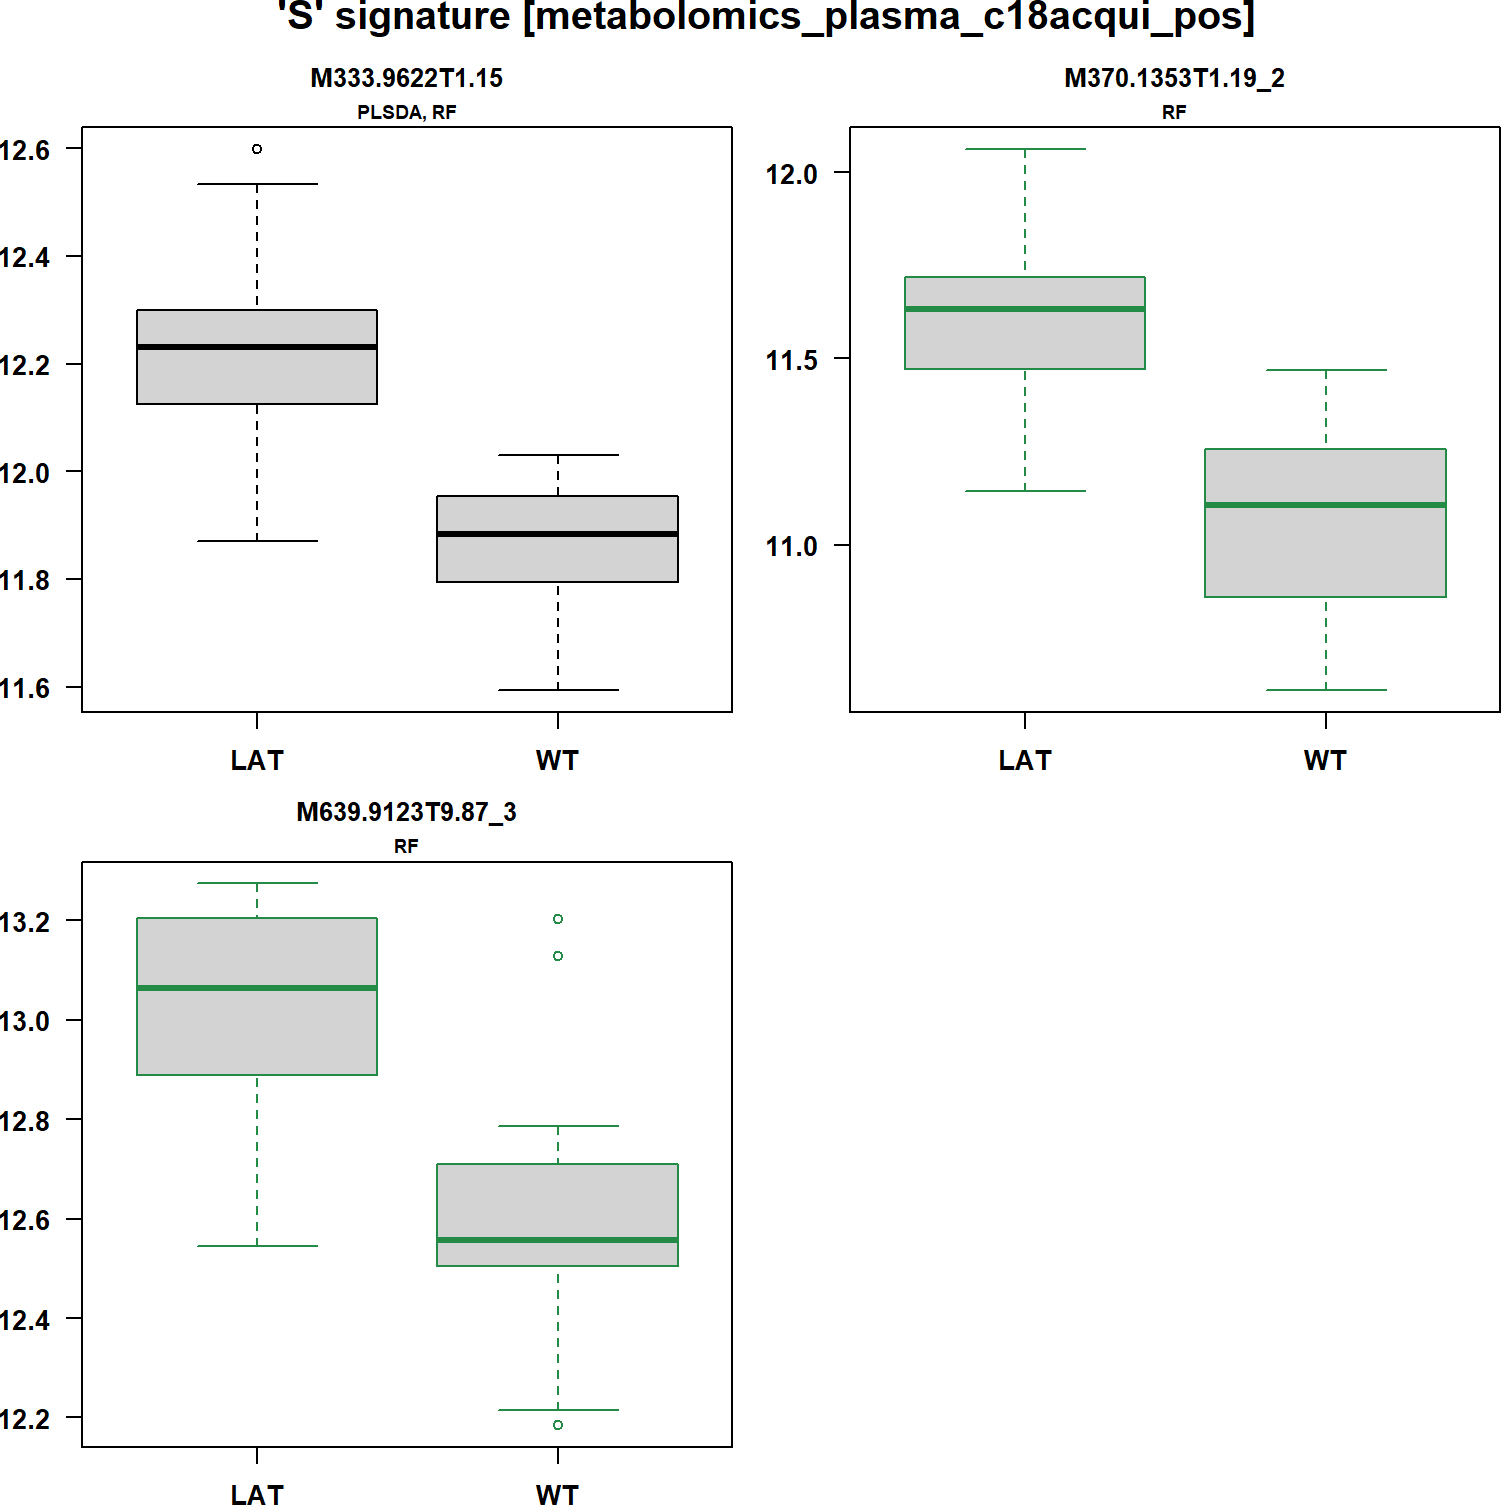 'S' signature [metabolomics_plasma_c18acqui_pos]
M333.9622T1.15
PLSDA, RF
12.6
12.4
12.2
12.0
11.8
11.6
LAT WT
M370.1353T1.19_2
RF
12.0
11.5
11.0
LAT WT
M639.9123T9.87_3
RF
13.2
13.0
12.8
12.6
12.4
12.2
LAT WT